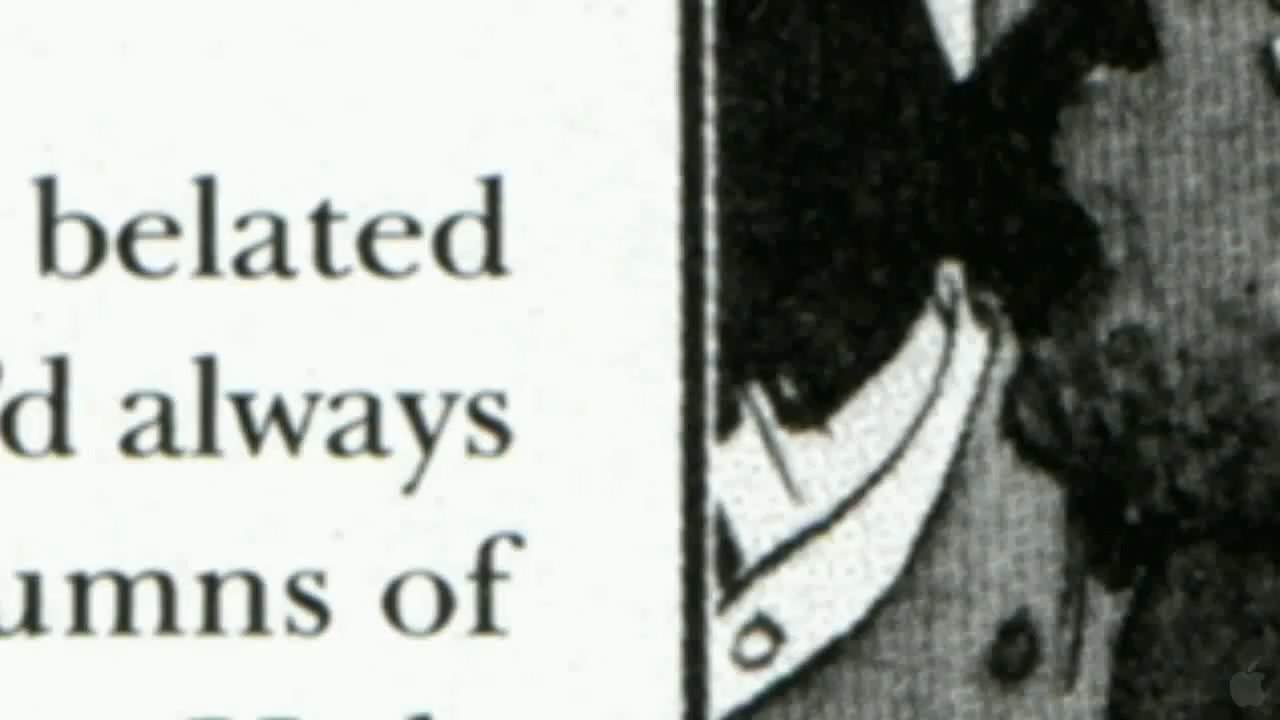 belated
'd always
umns of